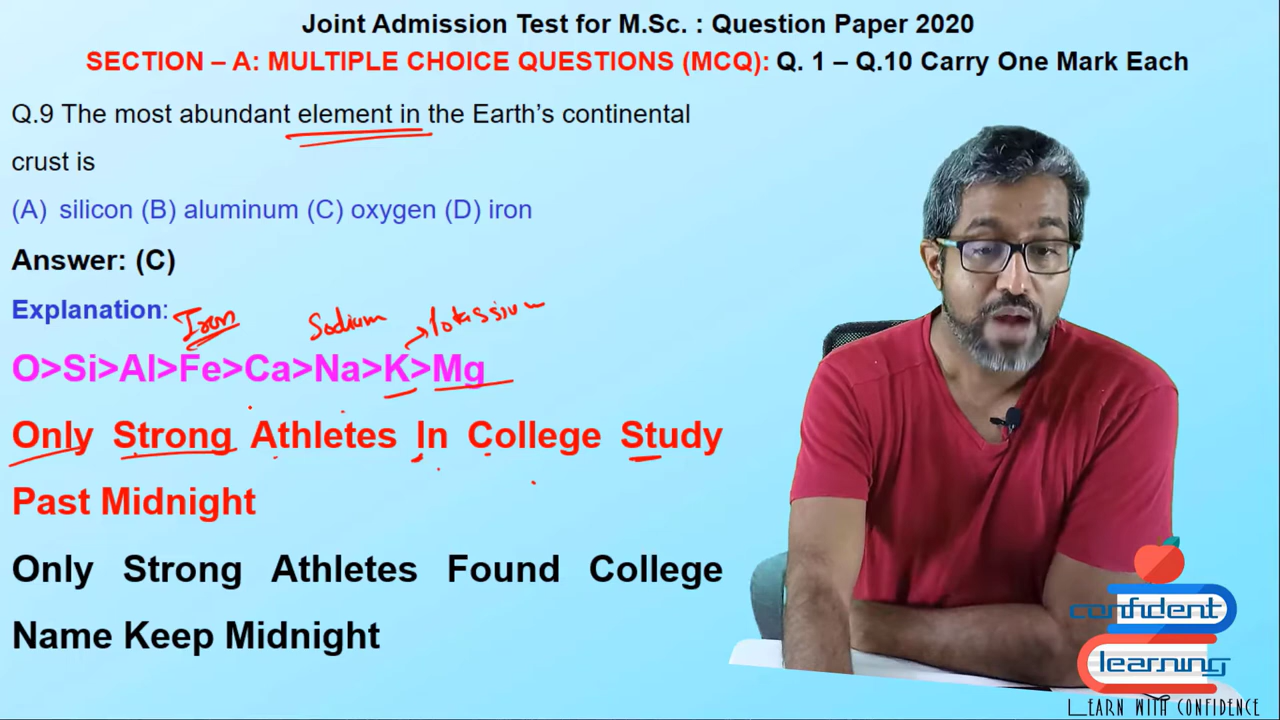 Joint Admission Test for M.Sc. : Question Paper 2020
SECTION – A: MULTIPLE CHOICE QUESTIONS (MCQ): Q. 1 – Q.10 Carry One Mark Each
Q.9 The most abundant element in the Earth's continental
crust is
(A) silicon (B) aluminum (C) oxygen (D) iron
Answer: (C)
Explanation:
Iron Sodium Potassium
O>Si>Al>Fe>Ca>Na>K>Mg
Only Strong Athletes In College Study
Past Midnight
Only Strong Athletes Found College
Name Keep Midnight
confident
learning
LEARN WITH CONFIDENCE